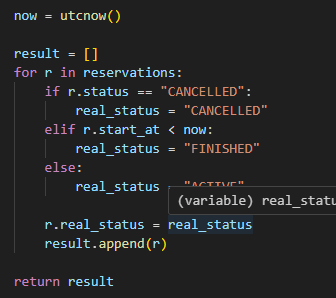 now = utcnow()
result = []
for r in reservations:
if r.status == "CANCELLED":
real_status = "CANCELLED"
elif r.start_at < now:
real_status = "FINISHED"
else:
real_status
(variable) real_statu
r.real_status = real_status
result.append(r)
return result